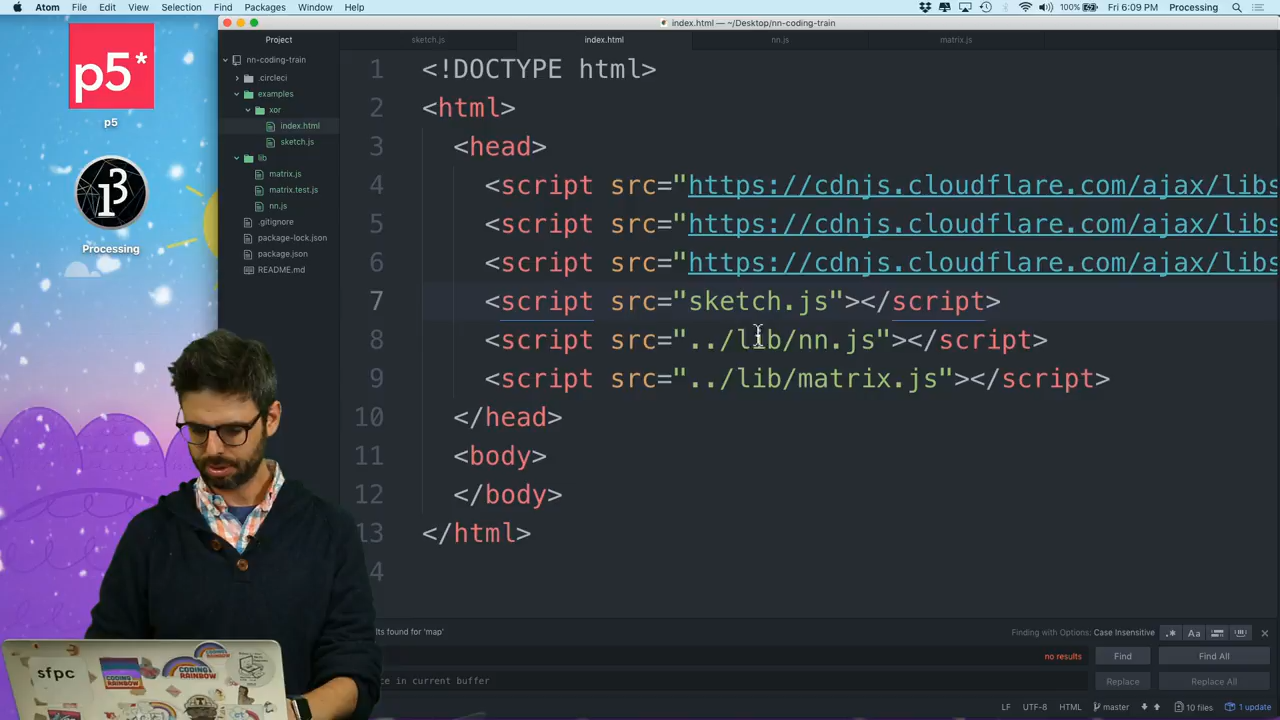 Atom File Edit View Selection Find Packages Window Help
100% Fri 6:09 PM Processing
index.html — ~/Desktop/nn-coding-train
Project
sketch.js index.html nn.js matrix.js
nn-coding-train
.circleci
examples
xor
index.html
sketch.js
lib
matrix.js
matrix.test.js
nn.js
.gitignore
package-lock.json
package.json
README.md
p5*
p5
Processing
1 <!DOCTYPE html>
2 <html>
3 <head>
4 <script src="https://cdnjs.cloudflare.com/ajax/libs
5 <script src="https://cdnjs.cloudflare.com/ajax/libs
6 <script src="https://cdnjs.cloudflare.com/ajax/libs
7 <script src="sketch.js"></script>
8 <script src="../lib/nn.js"></script>
9 <script src="../lib/matrix.js"></script>
10 </head>
11 <body>
12 </body>
13 </html>
4
lts found for 'map'
Finding with Options: Case Insensitive
.* Aa
no results Find Find All
ce in current buffer
Replace Replace All
LF UTF-8 HTML master 10 files 1 update
sfpc
CODING RAINBOW